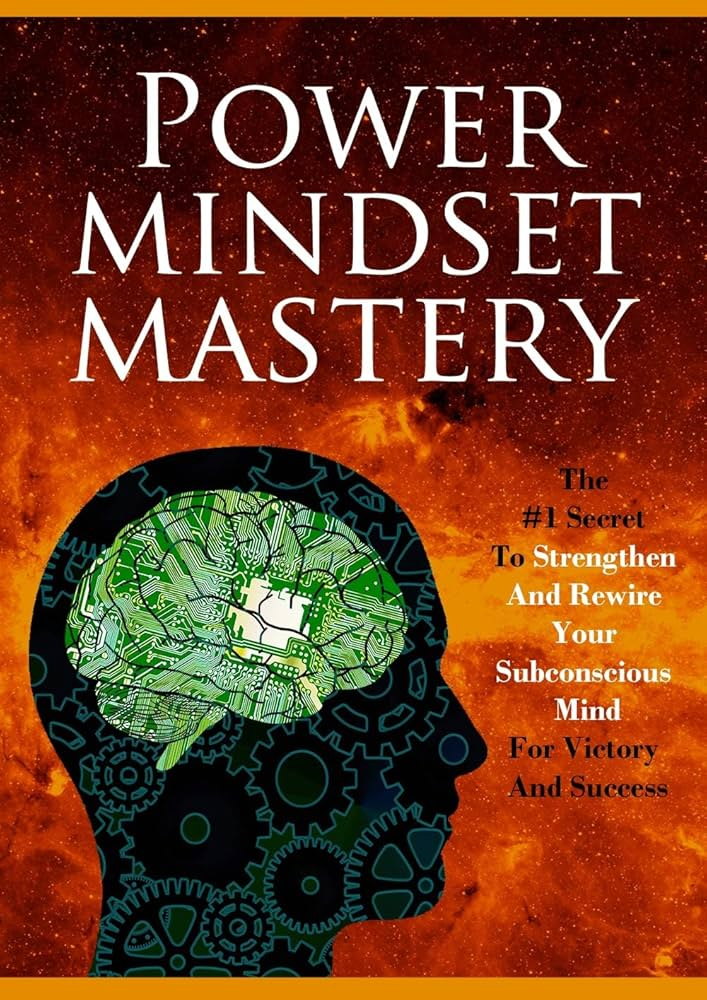 POWER
MINDSET
MASTERY
The
#1 Secret
To Strengthen
And Rewire
Your
Subconscious
Mind
For Victory
And Success